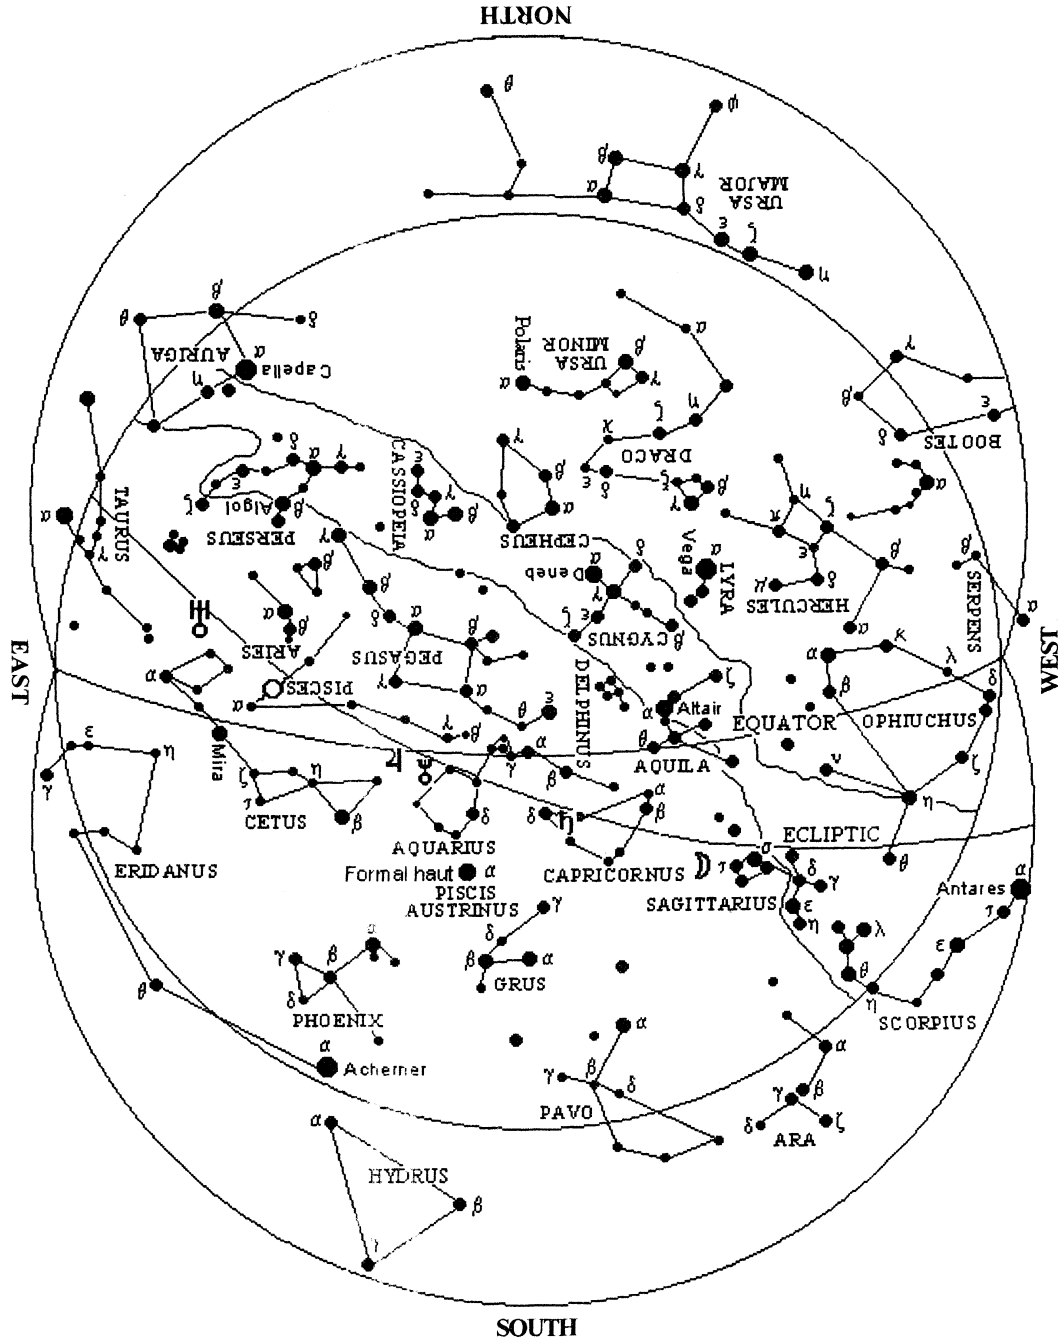 NORTH
θ
φ
β
γ
α
δ
URSA
MAJOR
ε
ζ
η
β
θ
δ
AURIGA
α
Capella
η
Polaris
α
URSA
MINOR
β
γ
α
η
ζ
λ
DRACO
ε
δ
ξ
β
γ
γ
β
δ
ε
BOOTES
α
TAURUS
α
γ
δ
α
γ
ε
ζ
Algol
β
PERSEUS
CASSIOPEIA
ε
γ
δ
α
β
γ
β
α
CEPHEUS
η
π
ζ
ε
δ
μ
β
α
HERCULES
β
SERPENS
α
γ
β
δ
α
β
γ
α
PEGASUS
β
α
β
ARIES
α
Deneb
γ
δ
ε
ζ
β
CYGNUS
α
Vega
LYRA
EAST
WEST
α
PISCES
α
γ
β
θ
ε
DELPHINUS
ζ
α
Altair
θ
AQUILA
EQUATOR
α
κ
β
λ
δ
OPHIUCHUS
ν
ζ
η
θ
ε
γ
η
ERIDANUS
Mira
ζ
η
τ
β
CETUS
γ
α
β
δ
AQUARIUS
δ
α
β
CAPRICORNUS
ECLIPTIC
σ
τ
δ
γ
ε
η
SAGITTARIUS
Formal haut
α
PISCIS
AUSTRINUS
α
Antares
τ
ε
λ
θ
η
SCORPIUS
γ
δ
β
α
GRUS
α
γ
β
δ
PHOENIX
θ
α
Acherner
α
β
γ
δ
PAVO
α
β
γ
δ
ζ
ARA
α
HYDRUS
β
γ
SOUTH